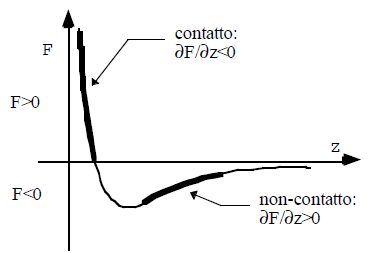 contatto:
∂F/∂z<0
F
F>0
z
F<0
non-contatto:
∂F/∂z>0